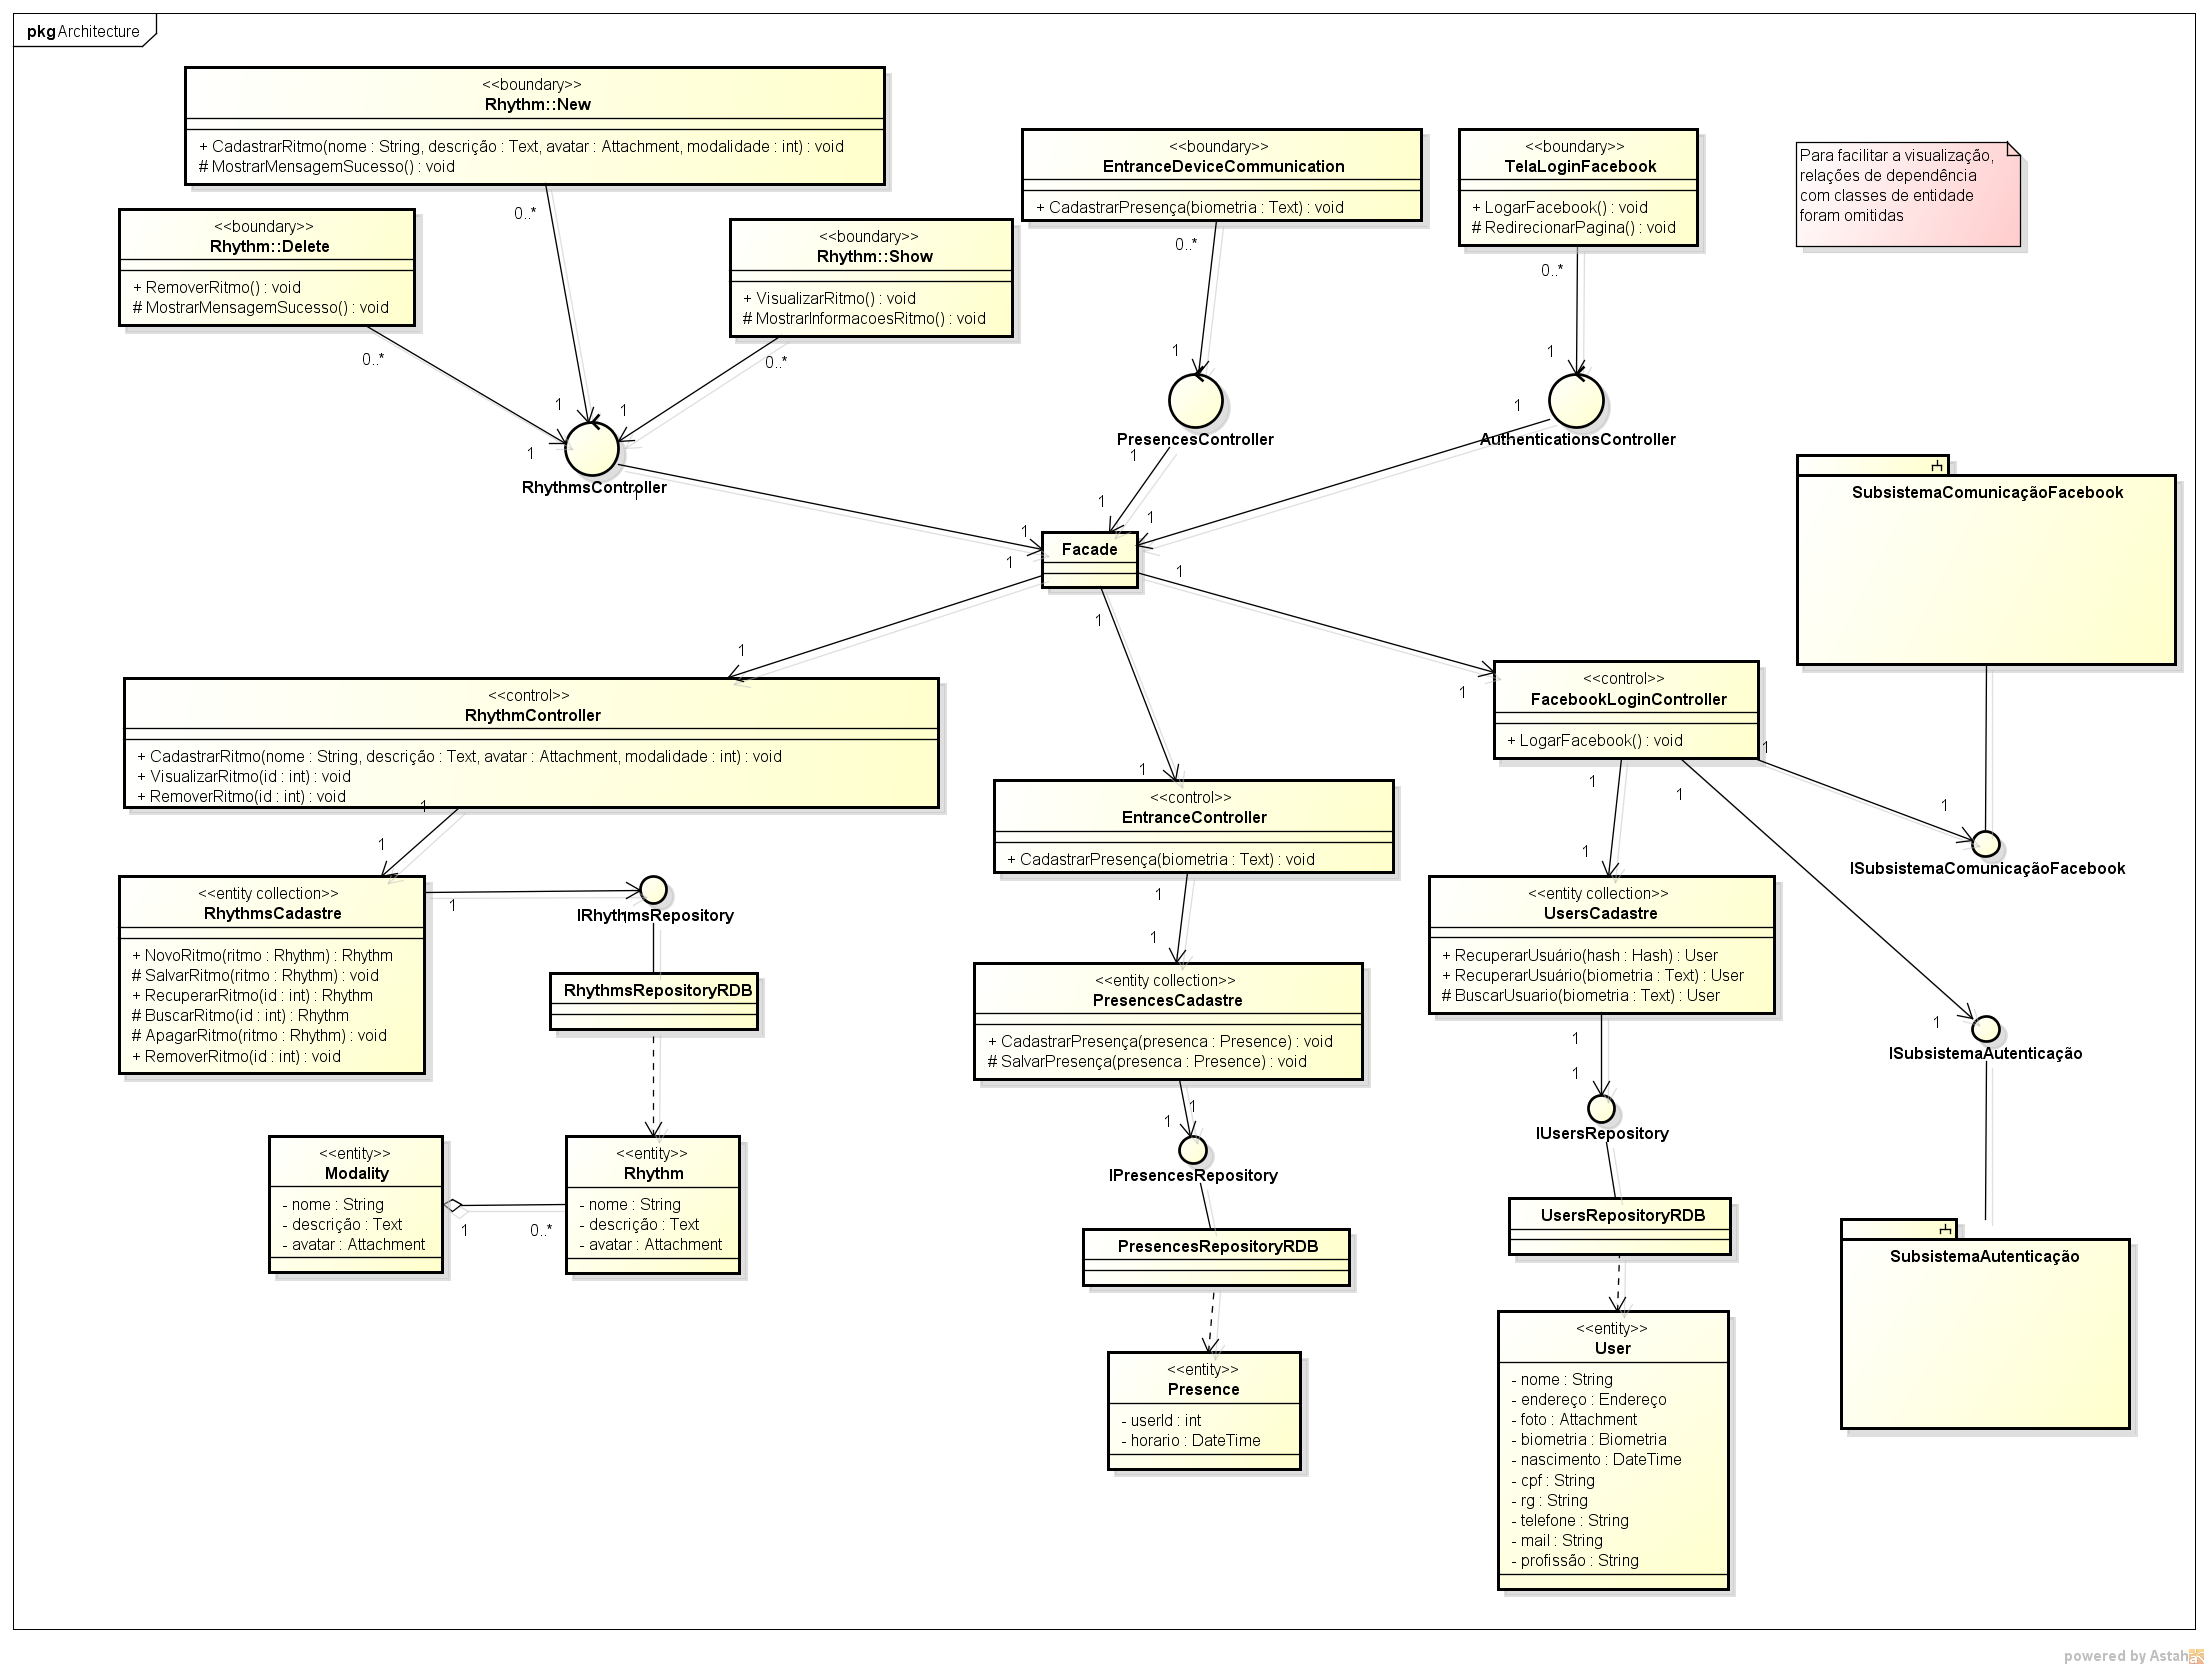 pkg Architecture
<<boundary>>
Rhythm::New
+ CadastrarRitmo(nome : String, descrição : Text, avatar : Attachment, modalidade : int) : void
# MostrarMensagemSucesso() : void
<<boundary>>
Rhythm::Delete
+ RemoverRitmo() : void
# MostrarMensagemSucesso() : void
<<boundary>>
Rhythm::Show
+ VisualizarRitmo() : void
# MostrarInformacoesRitmo() : void
<<boundary>>
EntranceDeviceCommunication
+ CadastrarPresença(biometria : Text) : void
<<boundary>>
TelaLoginFacebook
+ LogarFacebook() : void
# RedirecionarPagina() : void
Para facilitar a visualização,
relações de dependência
com classes de entidade
foram omitidas
0..*
0..*
0..*
0..*
0..*
1
1
1
1
1
RhythmsController
1
PresencesController
1
AuthenticationsController
1
1
1
1
Facade
1
1
1
SubsistemaComunicaçãoFacebook
1
<<control>>
RhythmController
+ CadastrarRitmo(nome : String, descrição : Text, avatar : Attachment, modalidade : int) : void
+ VisualizarRitmo(id : int) : void
+ RemoverRitmo(id : int) : void
1
<<control>>
EntranceController
+ CadastrarPresença(biometria : Text) : void
1
<<control>>
FacebookLoginController
+ LogarFacebook() : void
1
1
1
1
1
ISubsistemaComunicaçãoFacebook
1
1
<<entity collection>>
RhythmsCadastre
+ NovoRitmo(ritmo : Rhythm) : Rhythm
# SalvarRitmo(ritmo : Rhythm) : void
+ RecuperarRitmo(id : int) : Rhythm
# BuscarRitmo(id : int) : Rhythm
# ApagarRitmo(ritmo : Rhythm) : void
+ RemoverRitmo(id : int) : void
1
1
IRhythmsRepository
RhythmsRepositoryRDB
<<entity>>
Modality
- nome : String
- descrição : Text
- avatar : Attachment
1
0..*
<<entity>>
Rhythm
- nome : String
- descrição : Text
- avatar : Attachment
1
1
<<entity collection>>
PresencesCadastre
+ CadastrarPresença(presenca : Presence) : void
# SalvarPresença(presenca : Presence) : void
1
1
IPresencesRepository
PresencesRepositoryRDB
<<entity>>
Presence
- userId : int
- horario : DateTime
1
<<entity collection>>
UsersCadastre
+ RecuperarUsuário(hash : Hash) : User
+ RecuperarUsuário(biometria : Text) : User
# BuscarUsuario(biometria : Text) : User
1
1
IUsersRepository
UsersRepositoryRDB
<<entity>>
User
- nome : String
- endereço : Endereço
- foto : Attachment
- biometria : Biometria
- nascimento : DateTime
- cpf : String
- rg : String
- telefone : String
- mail : String
- profissão : String
1
ISubsistemaAutenticação
SubsistemaAutenticação
powered by Astah